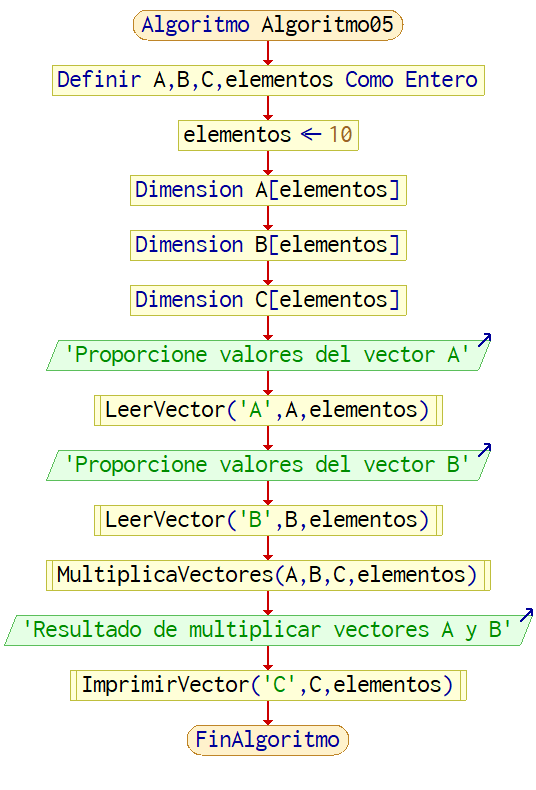 Algoritmo Algoritmo05
Definir A,B,C,elementos Como Entero
elementos ← 10
Dimension A[elementos]
Dimension B[elementos]
Dimension C[elementos]
'Proporcione valores del vector A'
LeerVector('A',A,elementos)
'Proporcione valores del vector B'
LeerVector('B',B,elementos)
MultiplicaVectores(A,B,C,elementos)
'Resultado de multiplicar vectores A y B'
ImprimirVector('C',C,elementos)
FinAlgoritmo